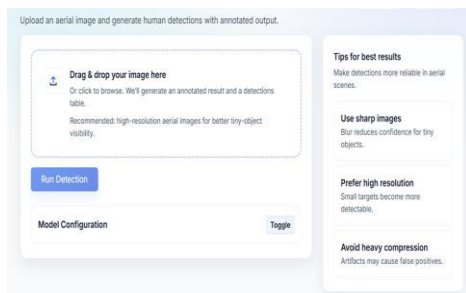 Upload an aerial image and generate human detections with annotated output.
Drag & drop your image here
Or click to browse. We'll generate an annotated result and a detections
table.
Recommended: high-resolution aerial images for better tiny-object
visibility.
Run Detection
Model Configuration
Toggle
Tips for best results
Make detections more reliable in aerial
scenes.
Use sharp images
Blur reduces confidence for tiny
objects.
Prefer high resolution
Small targets become more
detectable.
Avoid heavy compression
Artifacts may cause false positives.